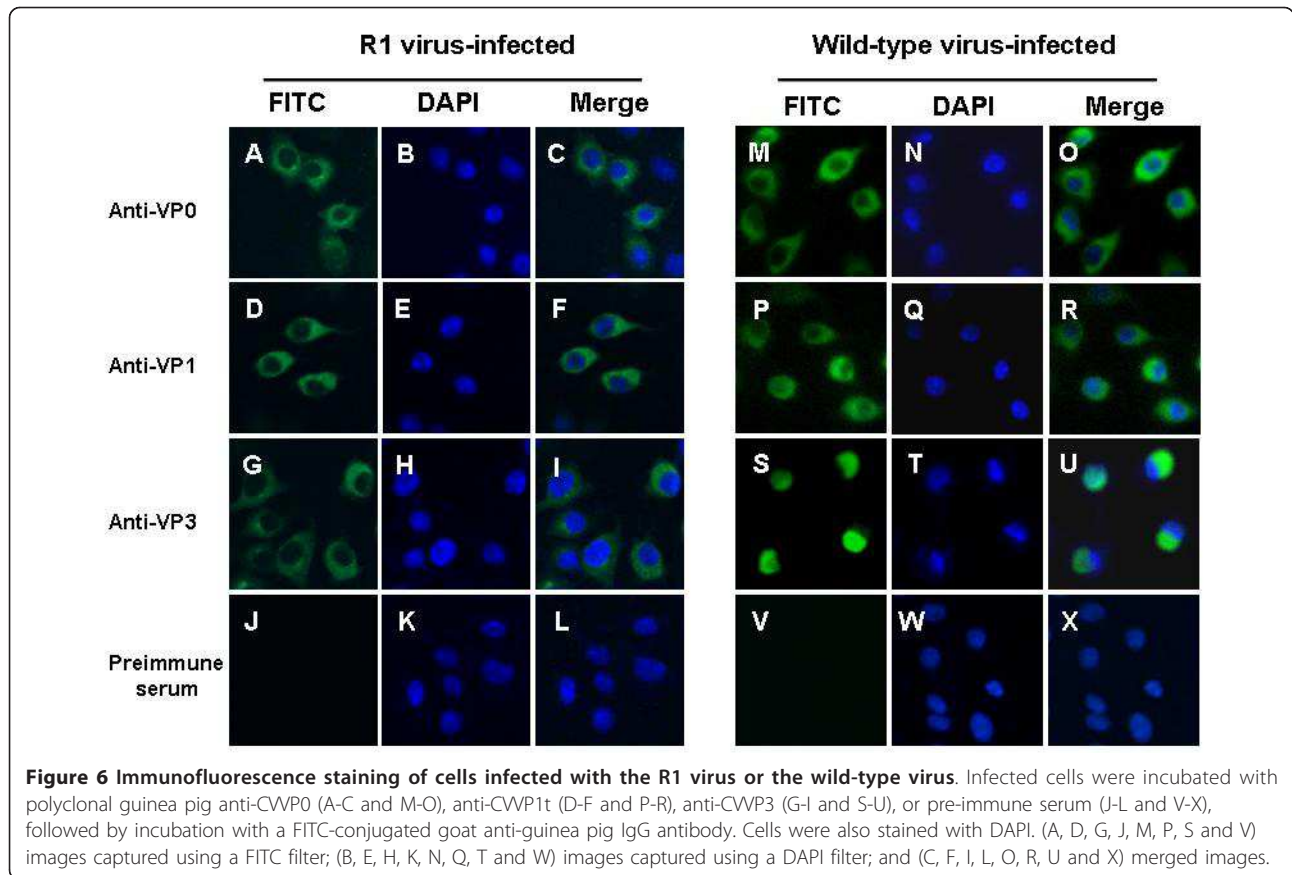 R1 virus-infected
Wild-type virus-infected
FITC DAPI Merge FITC DAPI Merge
Anti-VP0 A B C M N O
Anti-VP1 D E F P Q R
Anti-VP3 G H I S T U
Preimmune serum J K L V W X
Figure 6 Immunofluorescence staining of cells infected with the R1 virus or the wild-type virus. Infected cells were incubated with
polyclonal guinea pig anti-CVVP0 (A-C and M-O), anti-CVVP1t (D-F and P-R), anti-CVVP3 (G-I and S-U), or pre-immune serum (J-L and V-X),
followed by incubation with a FITC-conjugated goat anti-guinea pig IgG antibody. Cells were also stained with DAPI. (A, D, G, J, M, P, S and V)
images captured using a FITC filter; (B, E, H, K, N, Q, T and W) images captured using a DAPI filter; and (C, F, I, L, O, R, U and X) merged images.